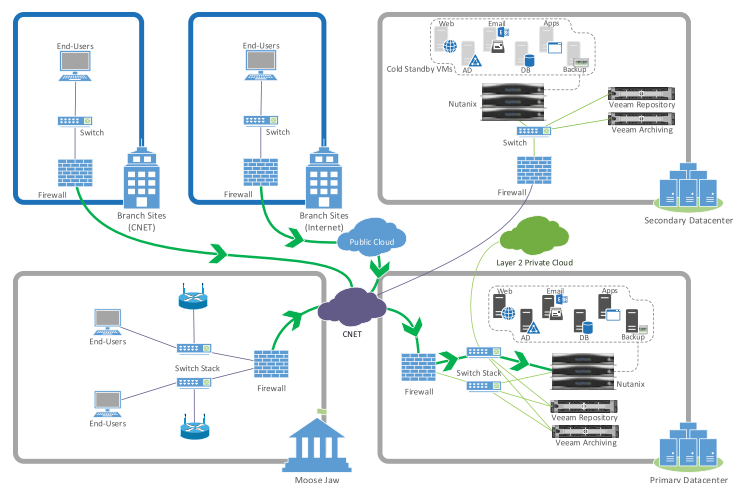 End-Users
Switch
Firewall
Branch Sites
(CNET)
End-Users
Switch
Firewall
Branch Sites
(Internet)
Web
Email
Apps
AD
DB
Backup
Cold Standby VMs
Nutanix
Veeam Repository
Veeam Archiving
Switch
Firewall
Secondary Datacenter
Public Cloud
Layer 2 Private Cloud
CNET
End-Users
Switch Stack
Firewall
End-Users
Moose Jaw
Web
Email
Apps
AD
DB
Backup
Switch Stack
Firewall
Nutanix
Veeam Repository
Veeam Archiving
Primary Datacenter